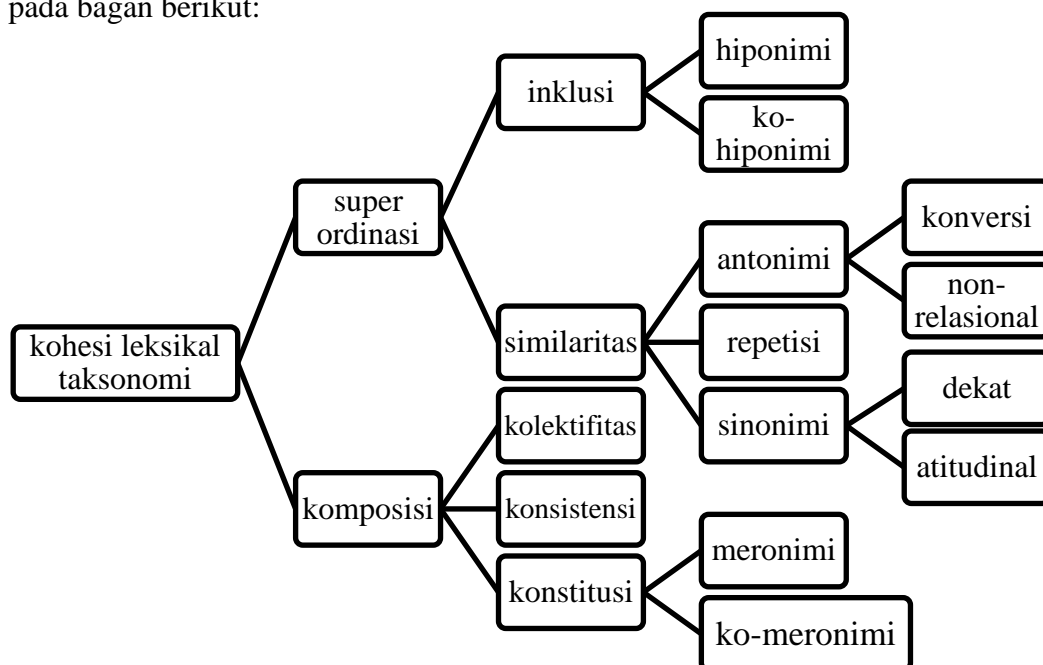 pada bagan berikut:
hiponimi
inklusi
ko-
hiponimi
super
ordinasi
konversi
antonimi
non-
relasional
kohesi leksikal
taksonomi
similaritas
repetisi
dekat
kolektifitas
sinonimi
atitudinal
komposisi
konsistensi
meronimi
konstitusi
ko-meronimi